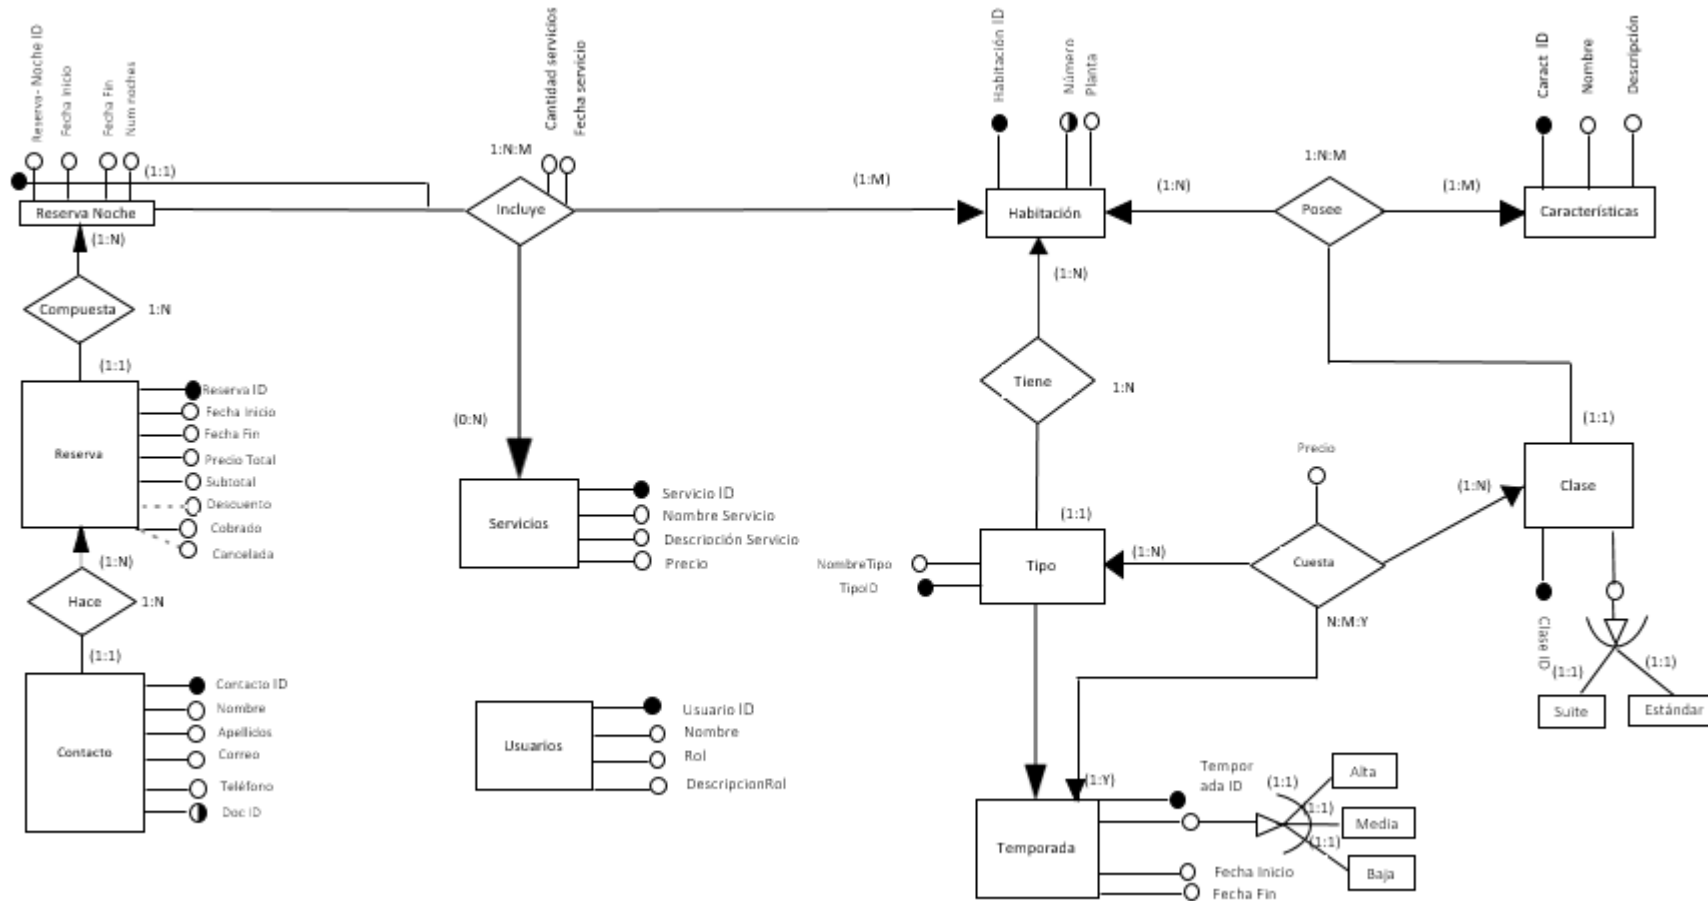 Reserva- Noche ID
Fecha Inicio
Fecha Fin
Num noches
(1:1)
Reserva Noche
(1:N)
Compuesta
1:N
(1:1)
Reserva
Reserva ID
Fecha Inicio
Fecha Fin
Precio Total
Subtotal
Descuento
Cobrado
Cancelada
(1:N)
Hace
1:N
(1:1)
Contacto
Contacto ID
Nombre
Apellidos
Correo
Teléfono
Doc ID
Cantidad servicios
Fecha servicio
1:N:M
Incluye
(1:M)
(0:N)
Servicios
Servicio ID
Nombre Servicio
Descrioción Servicio
Precio
Usuarios
Usuario ID
Nombre
Rol
DescripcionRol
Habitación ID
Número
Planta
Habitación
(1:N)
1:N:M
Posee
(1:M)
Caract ID
Nombre
Descripción
Características
(1:N)
Tiene
1:N
(1:1)
Tipo
NombreTipo
TipoID
(1:N)
Precio
Cuesta
N:M:Y
(1:N)
(1:1)
Clase
Clase ID
(1:1)
(1:1)
Suite
Estándar
(1:Y)
Temporada
Tempor
ada ID
Fecha Inicio
Fecha Fin
(1:1)
(1:1)
(1:1)
Alta
Media
Baja